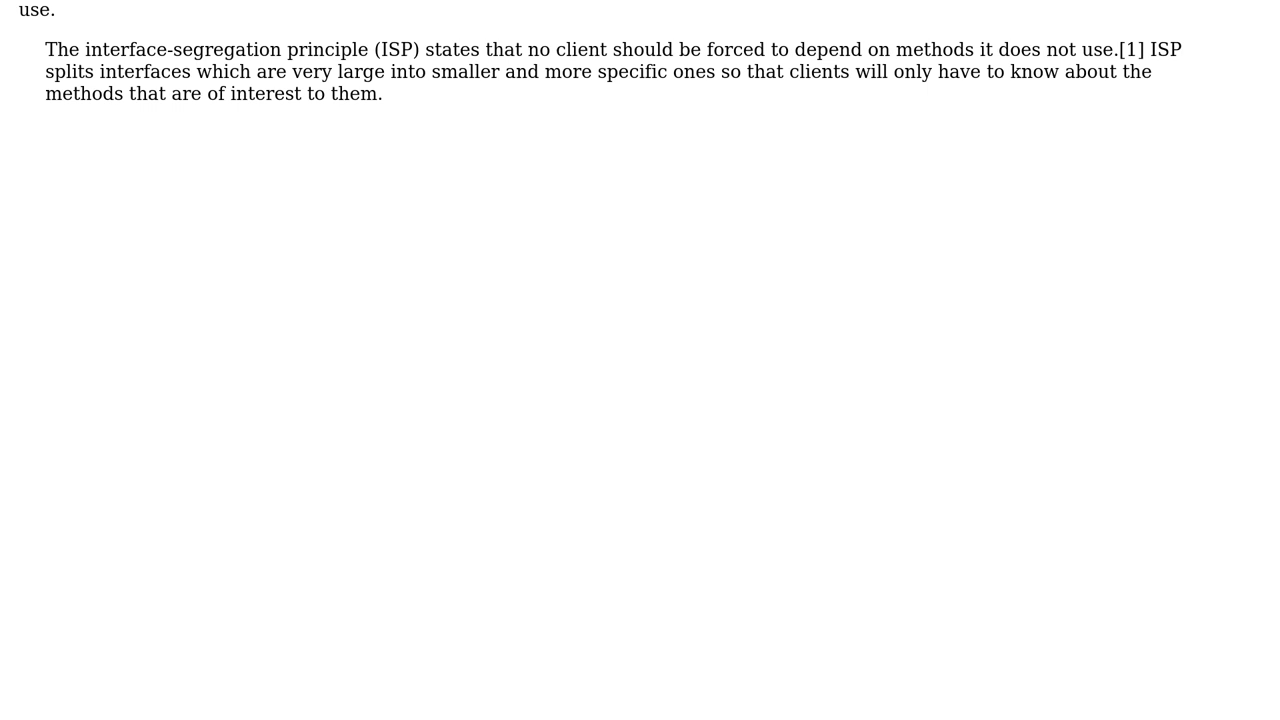 use.
The interface-segregation principle (ISP) states that no client should be forced to depend on methods it does not use.[1] ISP
splits interfaces which are very large into smaller and more specific ones so that clients will only have to know about the
methods that are of interest to them.